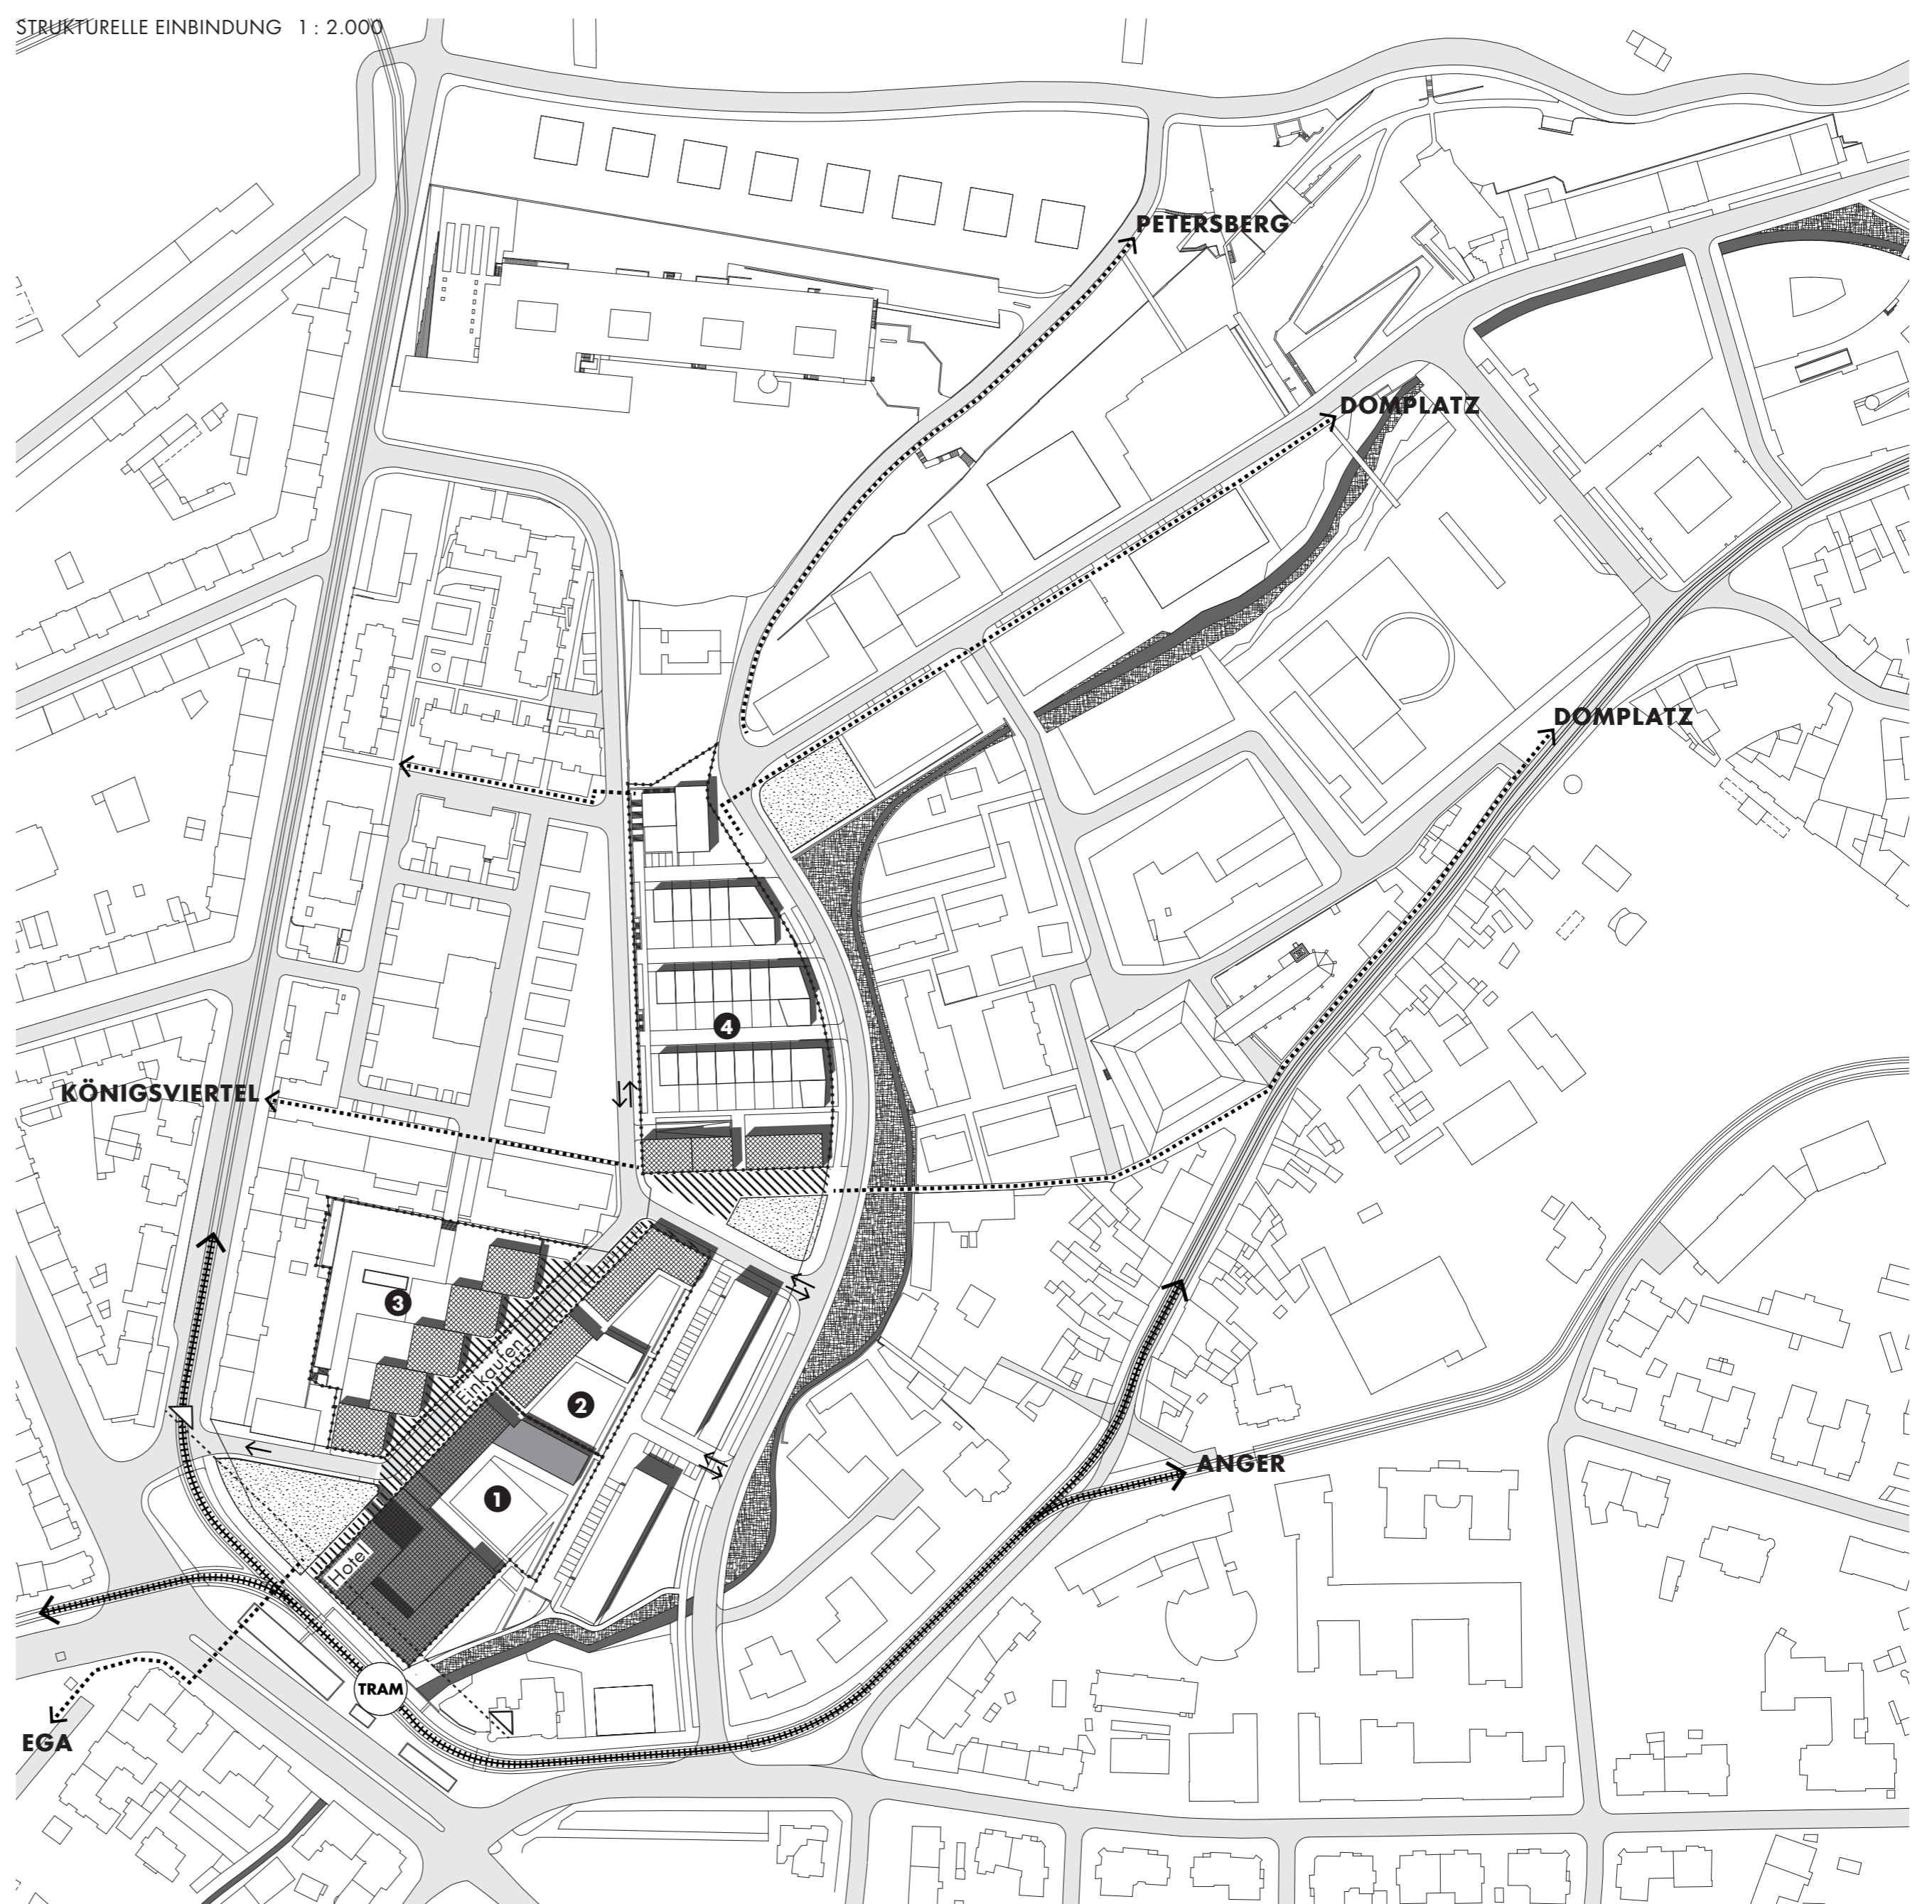 STRUKTURELLE EINBINDUNG 1 : 2.000
PETERSBERG
DOMPLATZ
DOMPLATZ
4
KÖNIGSVIERTEL
3
Einkaufen
2
ANGER
1
Hotel
TRAM
EGA